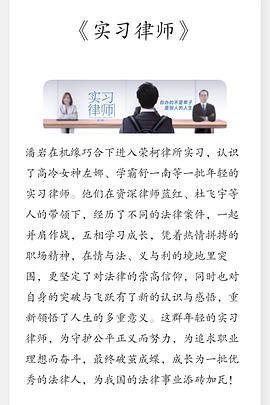 《实习律师》
实习
律师
你办的不是案子
是别人的人生
潘岩在机缘巧合下进入荣柯律所实习，认识
了高冷女神左娜、学霸舒一南等一批年轻的
实习律师。他们在资深律师蓝红、杜飞宇等
人的带领下，经历了不同的法律案件，一起
并肩作战，互相学习成长，凭着热情拼搏的
职场精神，在情与法、义与利的境地里突
围，更坚定了对法律的崇高信仰，同时也对
自身的突破与飞跃有了新的认识与感悟，重
新领悟了人生的多重意义。这群年轻的实习
律师，为守护公平正义而努力，为追求职业
理想而奋斗，最终破茧成蝶，成长为一批优
秀的法律人，为我国的法律事业添砖加瓦！